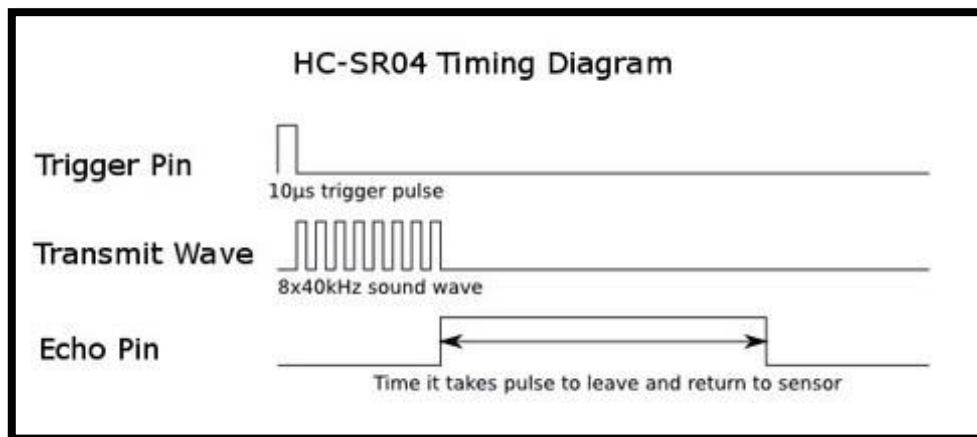 HC-SR04 Timing Diagram
Trigger Pin
10µs trigger pulse
Transmit Wave
8x40kHz sound wave
Echo Pin
Time it takes pulse to leave and return to sensor